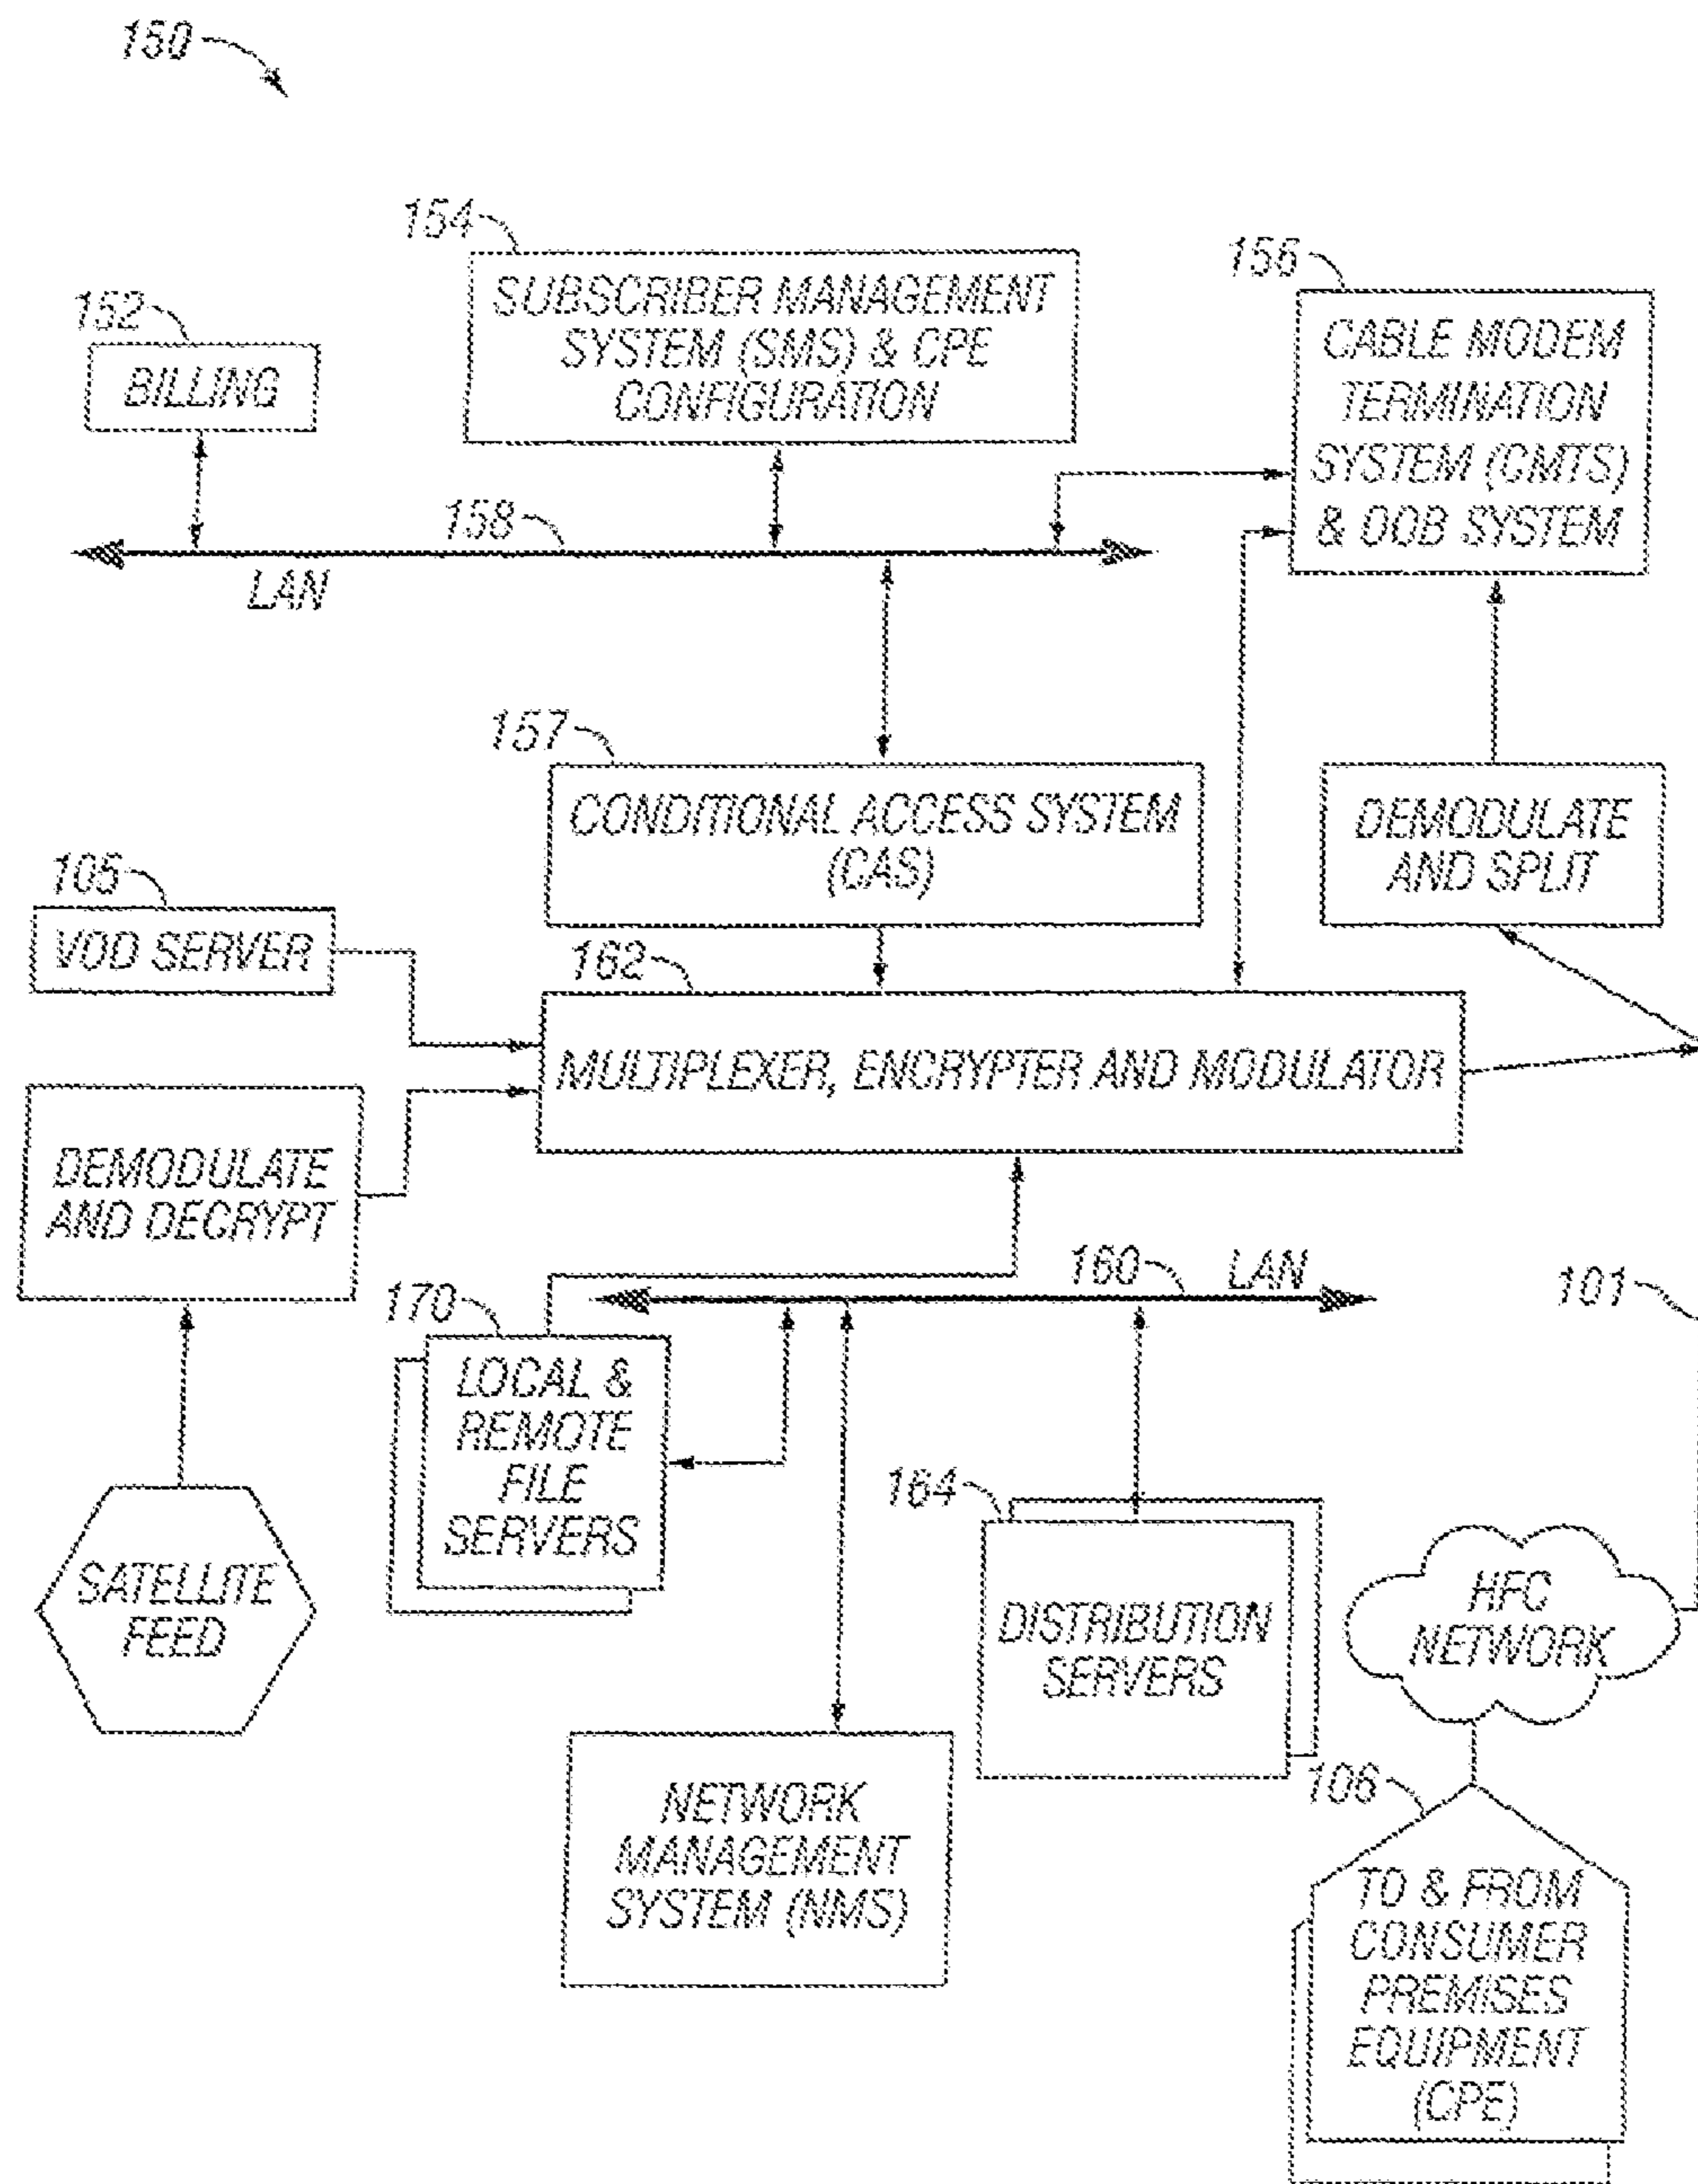 150
154
SUBSCRIBER MANAGEMENT
SYSTEM (SMS) & CPE
CONFIGURATION
156
CABLE MODEM
TERMINATION
SYSTEM (CMTS)
& OOB SYSTEM
152
BILLING
158
LAN
157
CONDITIONAL ACCESS SYSTEM
(CAS)
DEMODULATE
AND SPLIT
105
VOD SERVER
162
MULTIPLEXER, ENCRYPTER AND MODULATOR
DEMODULATE
AND DECRYPT
160
LAN
101
170
LOCAL &
REMOTE
FILE
SERVERS
SATELLITE
FEED
164
DISTRIBUTION
SERVERS
HFC
NETWORK
NETWORK
MANAGEMENT
SYSTEM (NMS)
106
TO & FROM
CONSUMER
PREMISES
EQUIPMENT
(CPE)